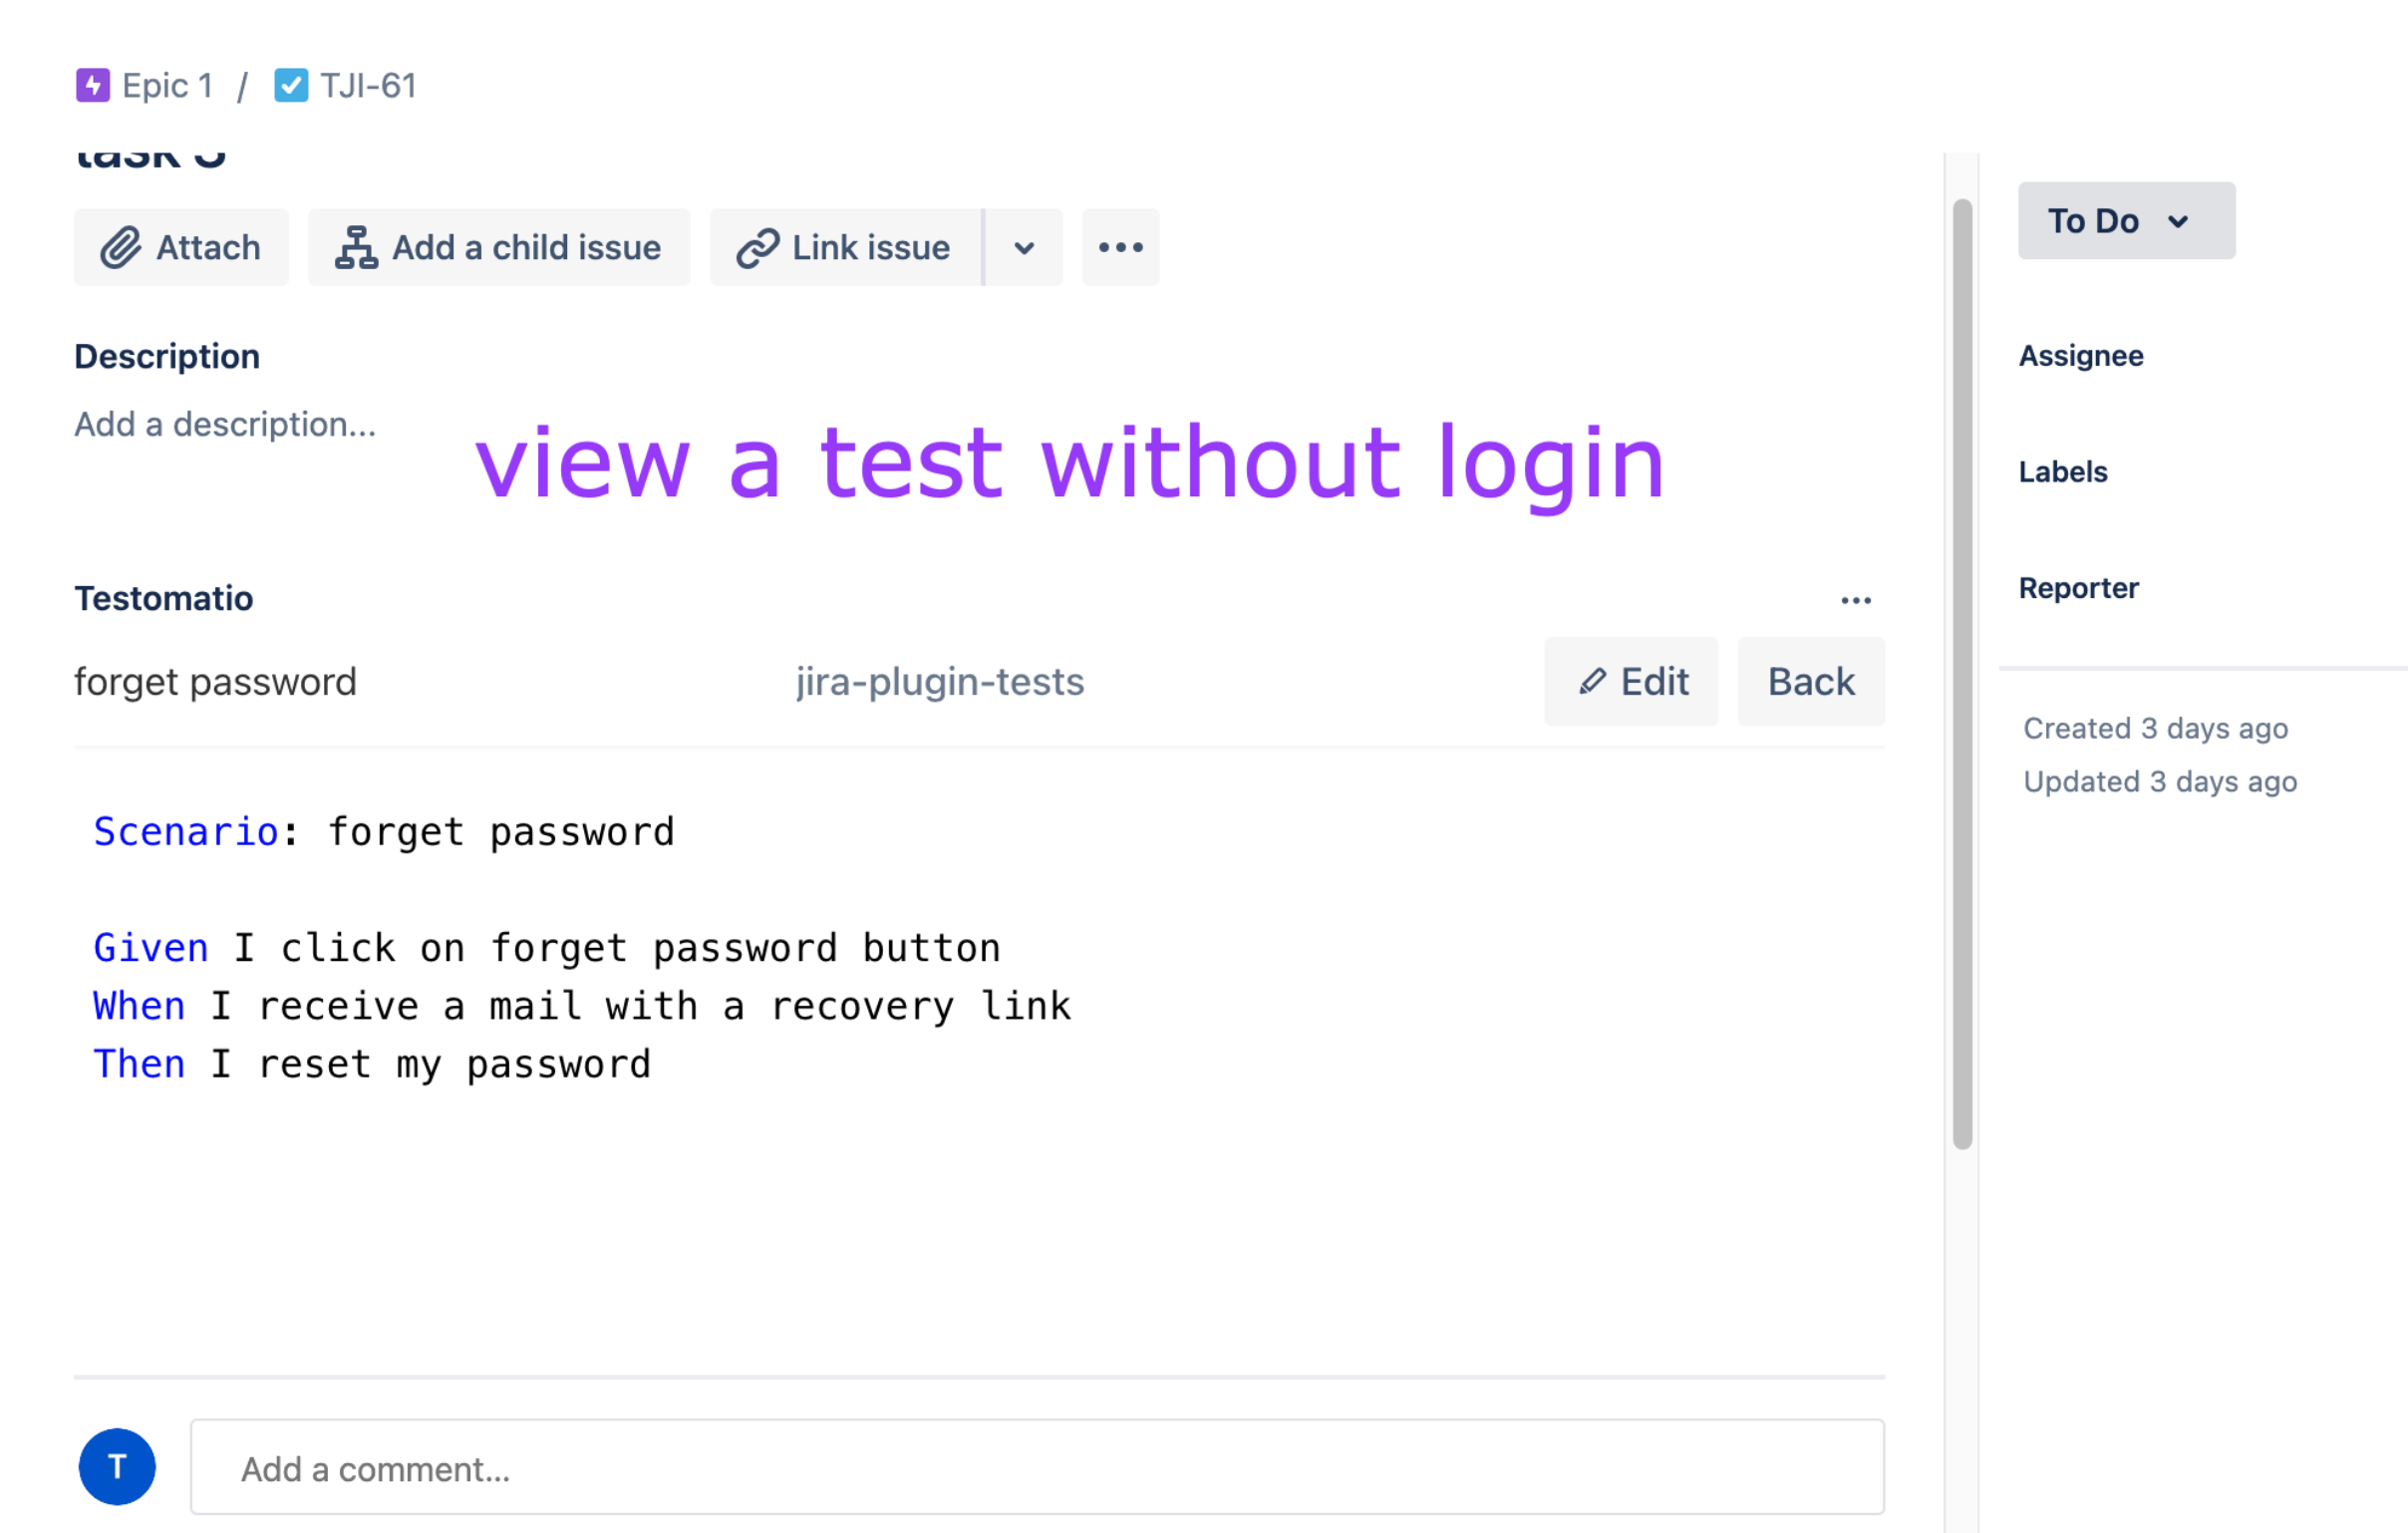 Epic 1 / TJI-61
task
Attach
Add a child issue
Link issue
To Do
Description
Add a description...
view a test without login
Assignee
Labels
Reporter
Testomatio
forget password
jira-plugin-tests
Edit
Back
Created 3 days ago
Updated 3 days ago
Scenario: forget password
Given I click on forget password button
When I receive a mail with a recovery link
Then I reset my password
T
Add a comment...